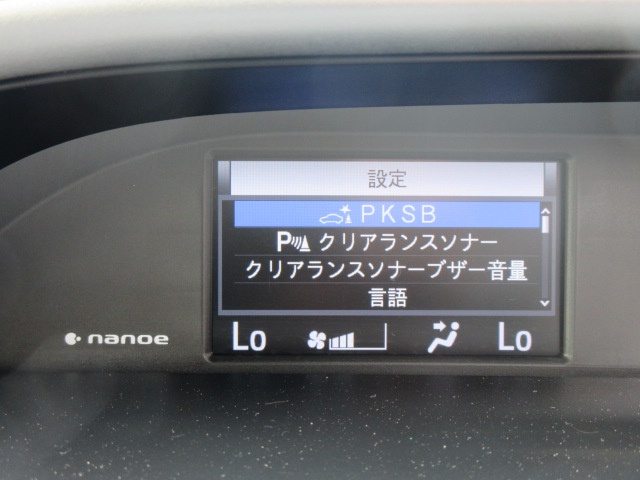 設定
PKSB
P クリアランスソナー
クリアランスソナーブザー音量
言語
nanoe
Lo Lo